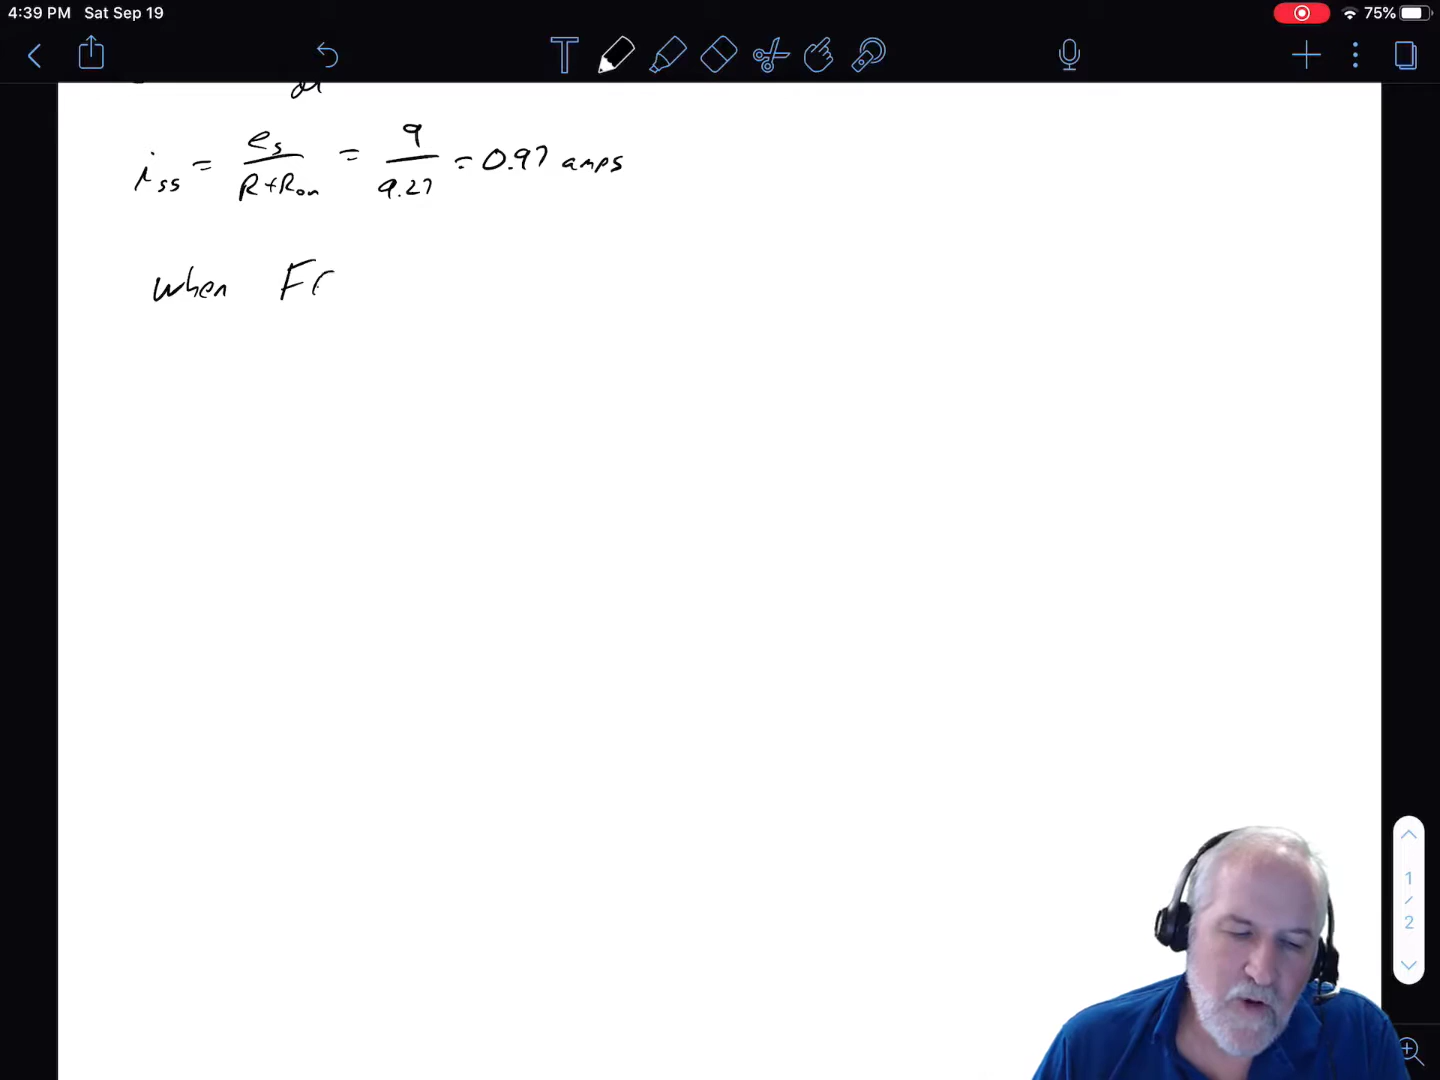 4:39 PM Sat Sep 19 75%
T
i_ss = e_s / (R+R_on) = 9 / 9.27 = 0.97 amps
when F
1 / 2